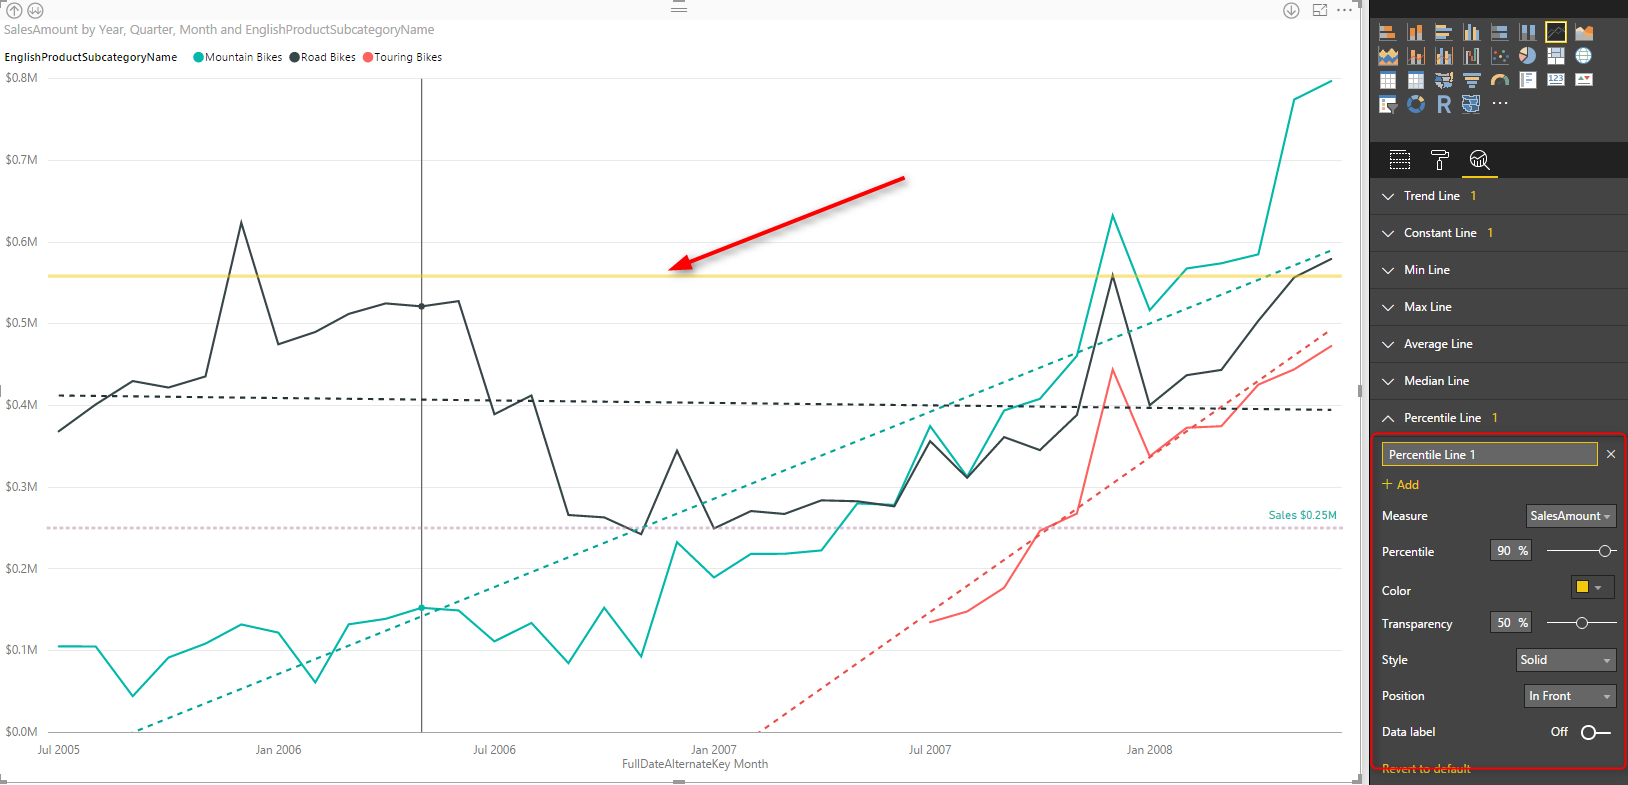 SalesAmount by Year, Quarter, Month and EnglishProductSubcategoryName
EnglishProductSubcategoryName Mountain Bikes Road Bikes Touring Bikes
$0.8M
$0.7M
$0.6M
$0.5M
$0.4M
$0.3M
$0.2M
$0.1M
$0.0M
Sales $0.25M
Jul 2005 Jan 2006 Jul 2006 Jan 2007 Jul 2007 Jan 2008
FullDateAlternateKey Month
123
R
Trend Line 1
Constant Line 1
Min Line
Max Line
Average Line
Median Line
Percentile Line 1
Percentile Line 1
+ Add
Measure SalesAmount
Percentile 90 %
Color
Transparency 50 %
Style Solid
Position In Front
Data label Off
Revert to default